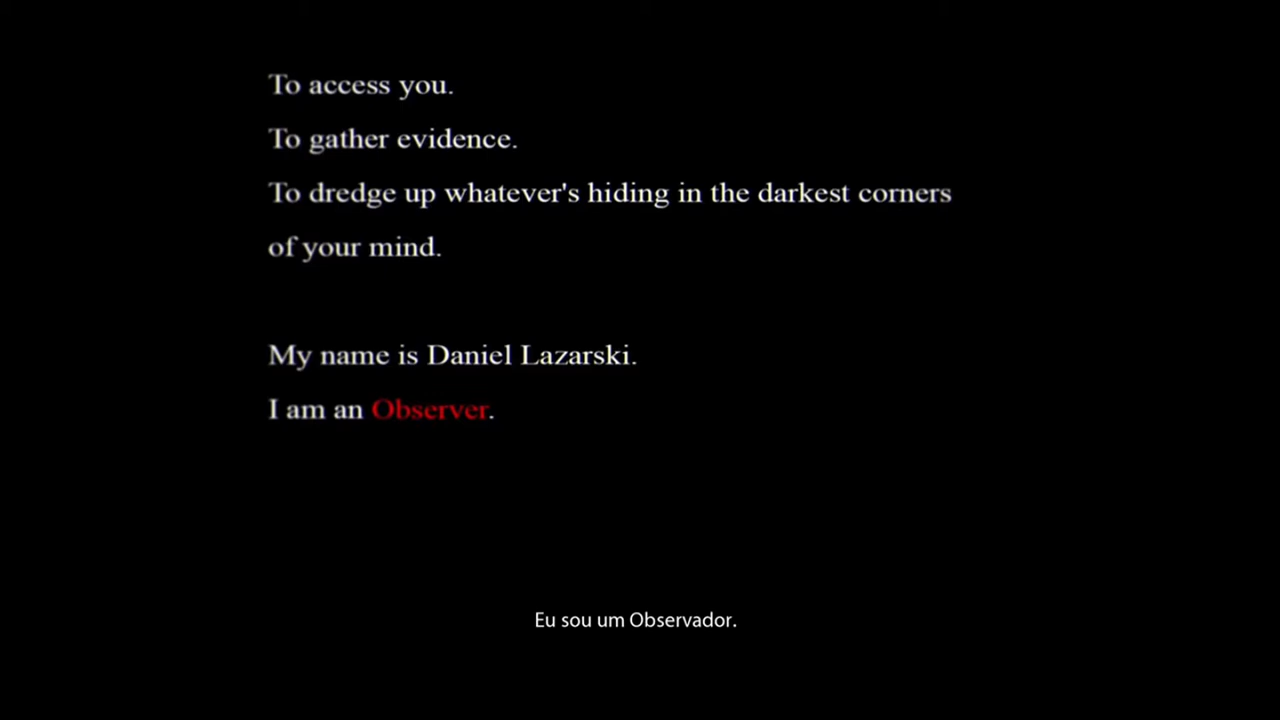 To access you.
To gather evidence.
To dredge up whatever's hiding in the darkest corners
of your mind.
My name is Daniel Lazarski.
I am an Observer.
Eu sou um Observador.